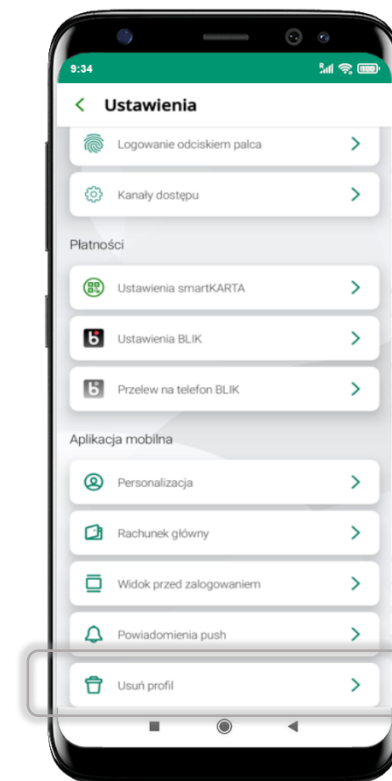 9:34
Ustawienia
Logowanie odciskiem palca
Kanały dostępu
Płatności
Ustawienia smartKARTA
Ustawienia BLIK
Przelew na telefon BLIK
Aplikacja mobilna
Personalizacja
Rachunek główny
Widok przed zalogowaniem
Powiadomienia push
Usuń profil